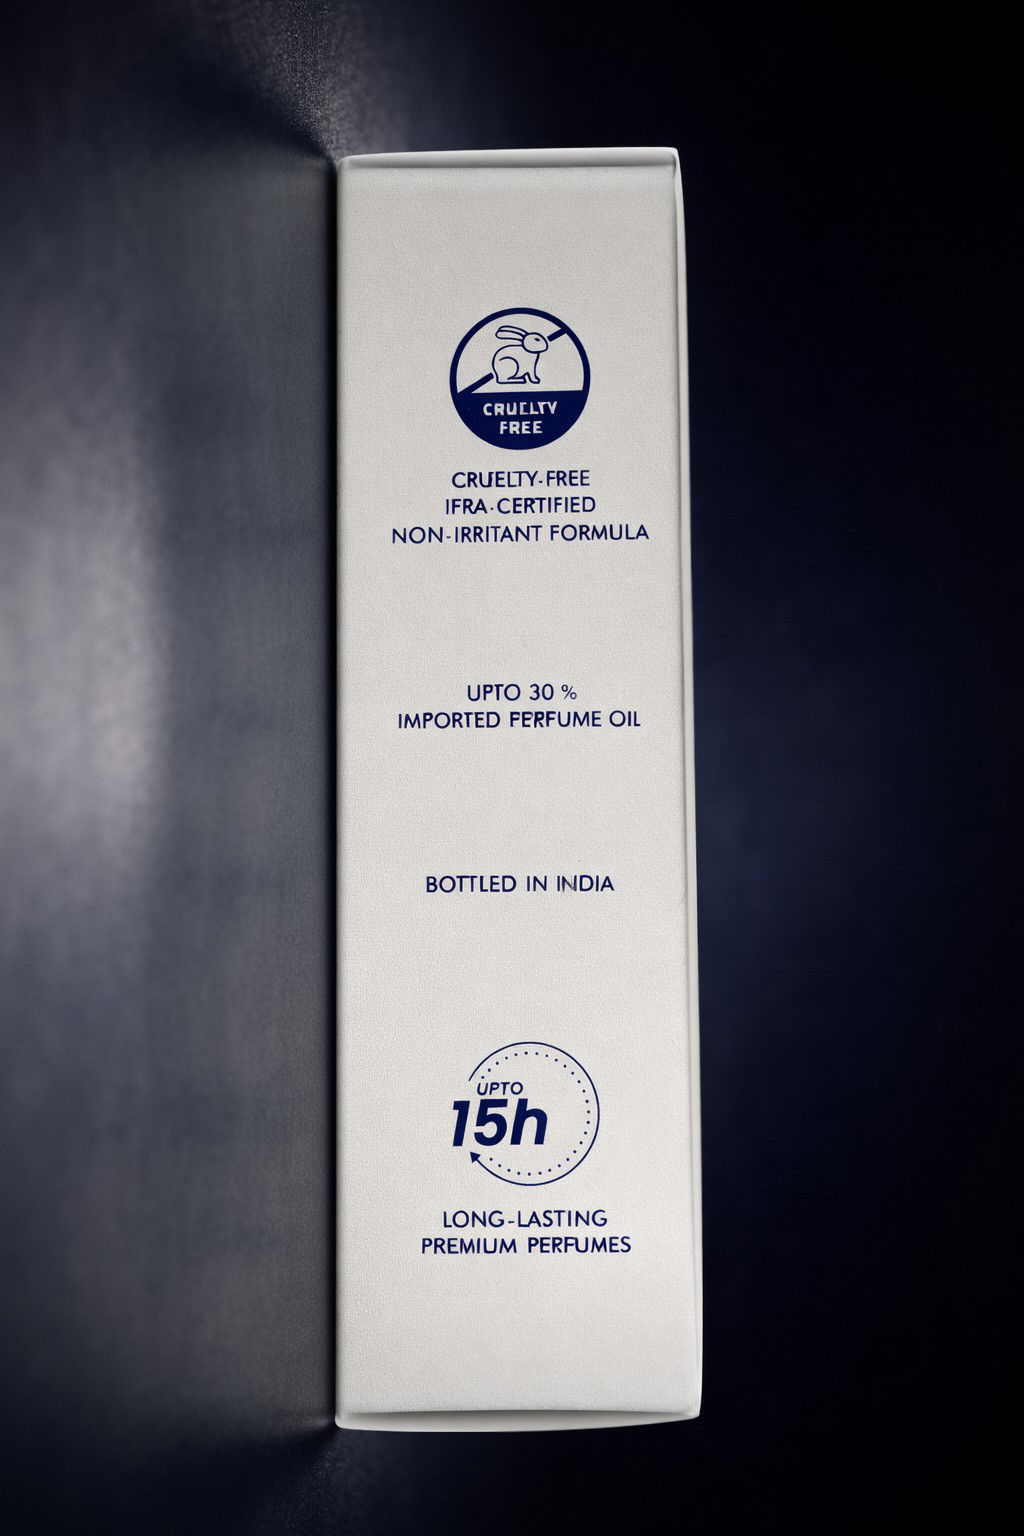 CRUELTY
FREE
CRUELTY-FREE
IFRA-CERTIFIED
NON-IRRITANT FORMULA
UPTO 30 %
IMPORTED PERFUME OIL
BOTTLED IN INDIA
UPTO
15h
LONG-LASTING
PREMIUM PERFUMES